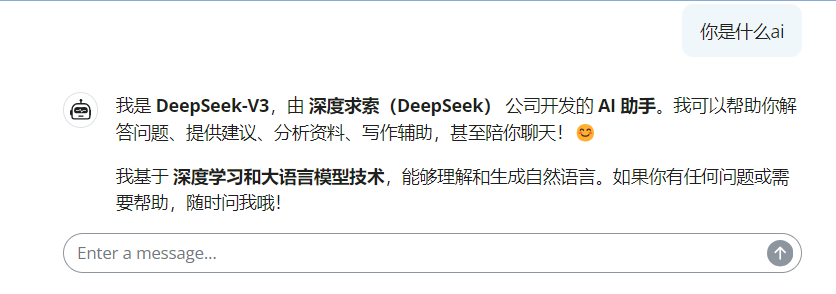 你是什么ai
我是 DeepSeek-V3，由 深度求索（DeepSeek） 公司开发的 AI 助手。我可以帮助你解
答问题、提供建议、分析资料、写作辅助，甚至陪你聊天！😊
我基于 深度学习和大语言模型技术，能够理解和生成自然语言。如果你有任何问题或需
要帮助，随时问我哦！
Enter a message...